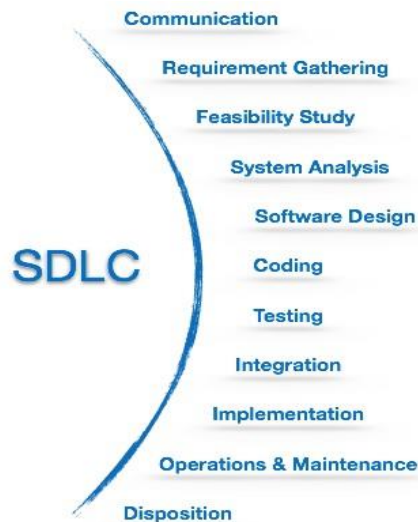 Communication
Requirement Gathering
Feasibility Study
System Analysis
Software Design
SDLC
Coding
Testing
Integration
Implementation
Operations & Maintenance
Disposition